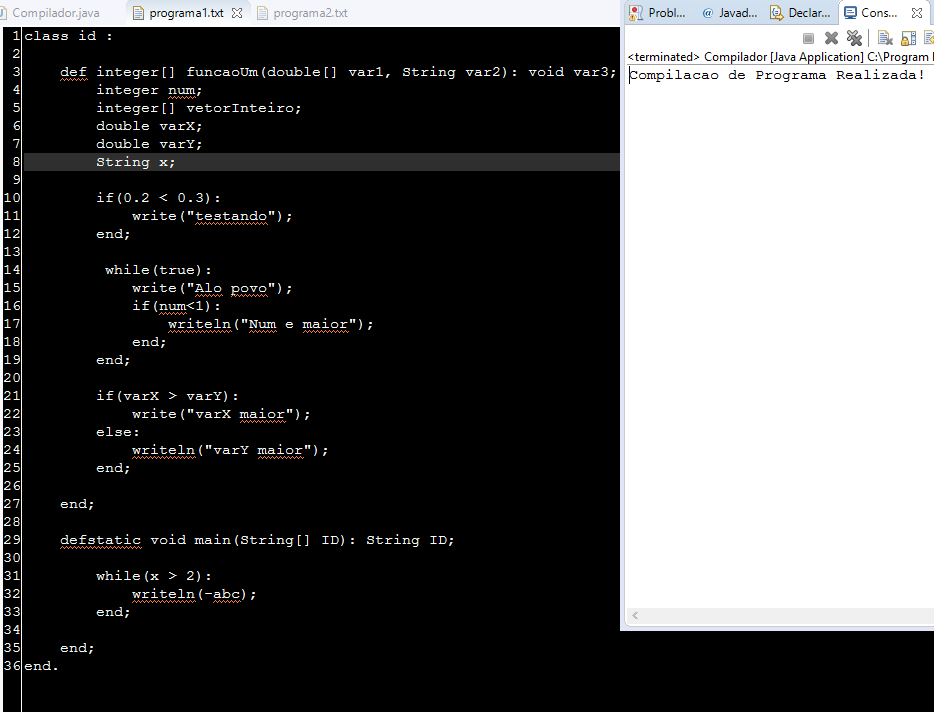 Compilador.java programa1.txt programa2.txt
Probl... @ Javad... Declar... Cons...
<terminated> Compilador [Java Application] C:\Program
Compilacao de Programa Realizada!
1 class id :
2
3 def integer[] funcaoUm(double[] var1, String var2): void var3;
4 integer num;
5 integer[] vetorInteiro;
6 double varX;
7 double varY;
8 String x;
9
10 if(0.2 < 0.3):
11 write("testando");
12 end;
13
14 while(true):
15 write("Alo povo");
16 if(num<1):
17 writeln("Num e maior");
18 end;
19 end;
20
21 if(varX > varY):
22 write("varX maior");
23 else:
24 writeln("varY maior");
25 end;
26
27 end;
28
29 defstatic void main(String[] ID): String ID;
30
31 while(x > 2):
32 writeln(-abc);
33 end;
34
35 end;
36 end.